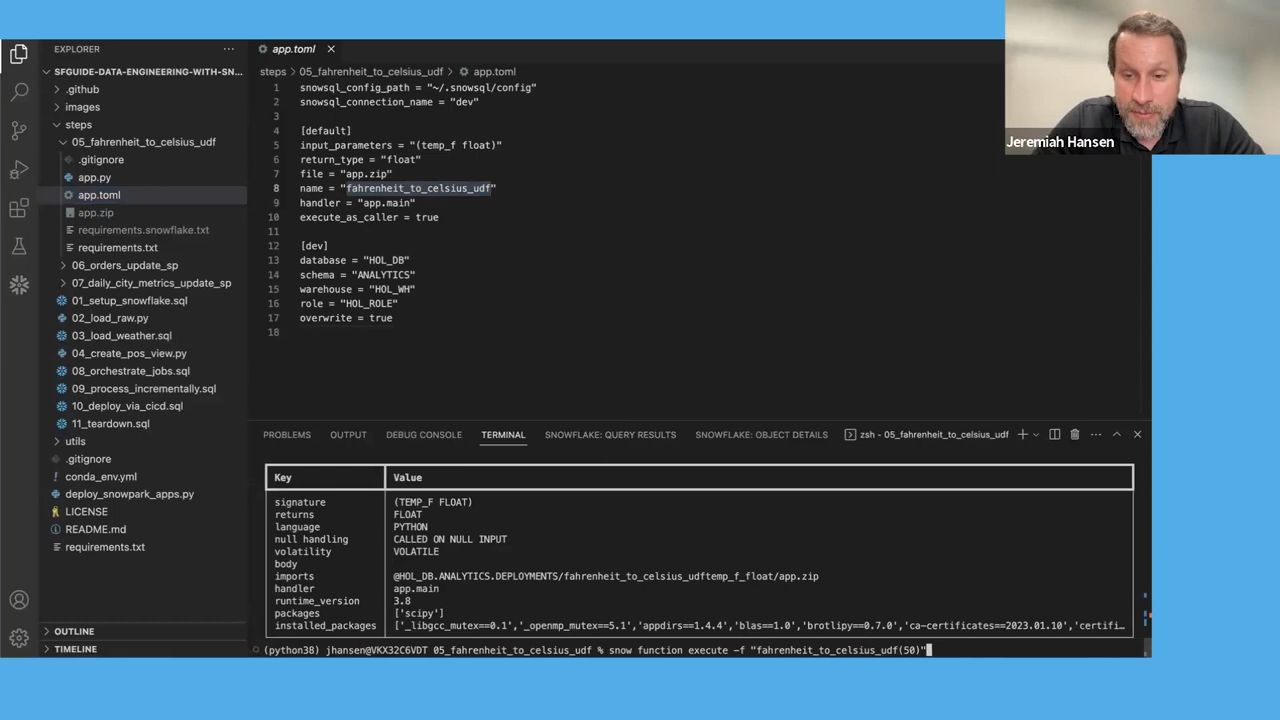 EXPLORER
app.toml
SFGUIDE-DATA-ENGINEERING-WITH-SN...
steps > 05_fahrenheit_to_celsius_udf > app.toml
.github
images
steps
05_fahrenheit_to_celsius_udf
.gitignore
app.py
app.toml
app.zip
requirements.snowflake.txt
requirements.txt
06_orders_update_sp
07_daily_city_metrics_update_sp
01_setup_snowflake.sql
02_load_raw.py
03_load_weather.sql
04_create_pos_view.py
08_orchestrate_jobs.sql
09_process_incrementally.sql
10_deploy_via_cicd.sql
11_teardown.sql
utils
.gitignore
conda_env.yml
deploy_snowpark_apps.py
LICENSE
README.md
requirements.txt
OUTLINE
TIMELINE
1 snowsql_config_path = "~/.snowsql/config"
2 snowsql_connection_name = "dev"
3
4 [default]
5 input_parameters = "(temp_f float)"
6 return_type = "float"
7 file = "app.zip"
8 name = "fahrenheit_to_celsius_udf"
9 handler = "app.main"
10 execute_as_caller = true
11
12 [dev]
13 database = "HOL_DB"
14 schema = "ANALYTICS"
15 warehouse = "HOL_WH"
16 role = "HOL_ROLE"
17 overwrite = true
18
Jeremiah Hansen
PROBLEMS OUTPUT DEBUG CONSOLE TERMINAL SNOWFLAKE: QUERY RESULTS SNOWFLAKE: OBJECT DETAILS zsh - 05_fahrenheit_to_celsius_udf
Key Value
signature (TEMP_F FLOAT)
returns FLOAT
language PYTHON
null handling CALLED ON NULL INPUT
volatility VOLATILE
body
imports @HOL_DB.ANALYTICS.DEPLOYMENTS/fahrenheit_to_celsius_udftemp_f_float/app.zip
handler app.main
runtime_version 3.8
packages ['scipy']
installed_packages ['_libgcc_mutex==0.1','_openmp_mutex==5.1','appdirs==1.4.4','blas==1.0','brotlipy==0.7.0','ca-certificates==2023.01.10','certifi…
(python38) jhansen@VKX32C6VDT 05_fahrenheit_to_celsius_udf % snow function execute -f "fahrenheit_to_celsius_udf(50)"